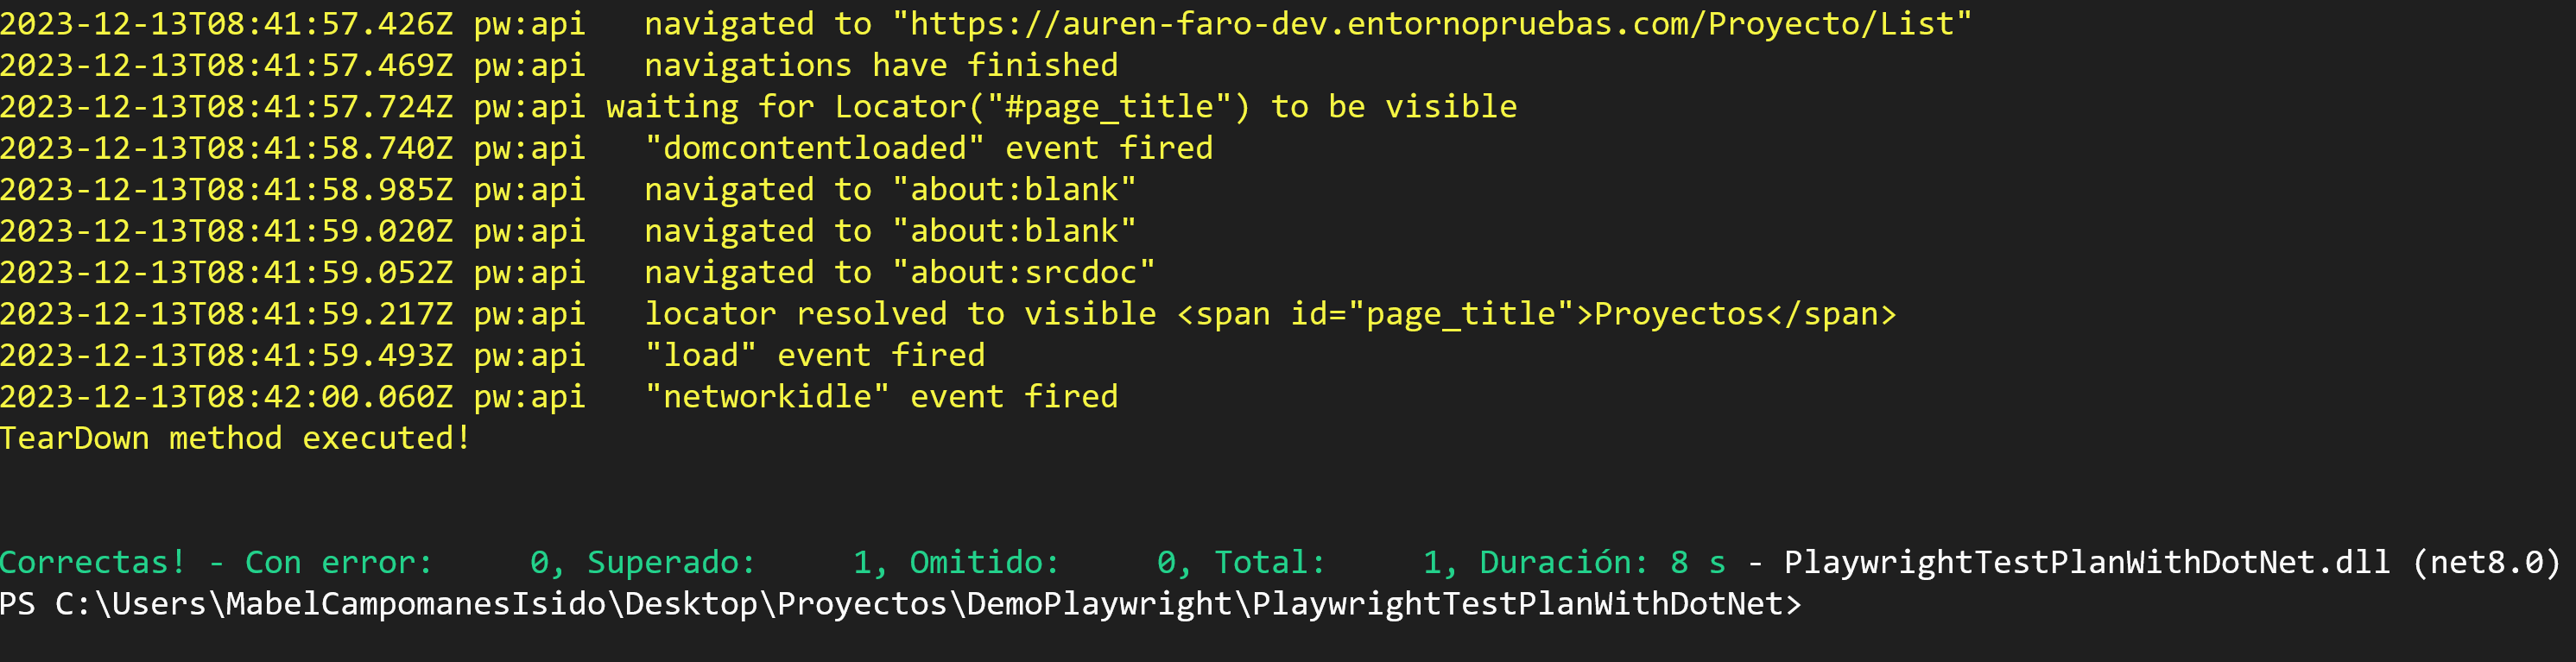 2023-12-13T08:41:57.426Z pw:api   navigated to "https://auren-faro-dev.entornopruebas.com/Proyecto/List"
2023-12-13T08:41:57.469Z pw:api   navigations have finished
2023-12-13T08:41:57.724Z pw:api waiting for Locator("#page_title") to be visible
2023-12-13T08:41:58.740Z pw:api   "domcontentloaded" event fired
2023-12-13T08:41:58.985Z pw:api   navigated to "about:blank"
2023-12-13T08:41:59.020Z pw:api   navigated to "about:blank"
2023-12-13T08:41:59.052Z pw:api   navigated to "about:srcdoc"
2023-12-13T08:41:59.217Z pw:api   locator resolved to visible <span id="page_title">Proyectos</span>
2023-12-13T08:41:59.493Z pw:api   "load" event fired
2023-12-13T08:42:00.060Z pw:api   "networkidle" event fired
TearDown method executed!
Correctas! - Con error:     0, Superado:     1, Omitido:     0, Total:     1, Duración: 8 s - PlaywrightTestPlanWithDotNet.dll (net8.0)
PS C:\Users\MabelCampomanesIsido\Desktop\Proyectos\DemoPlaywright\PlaywrightTestPlanWithDotNet>